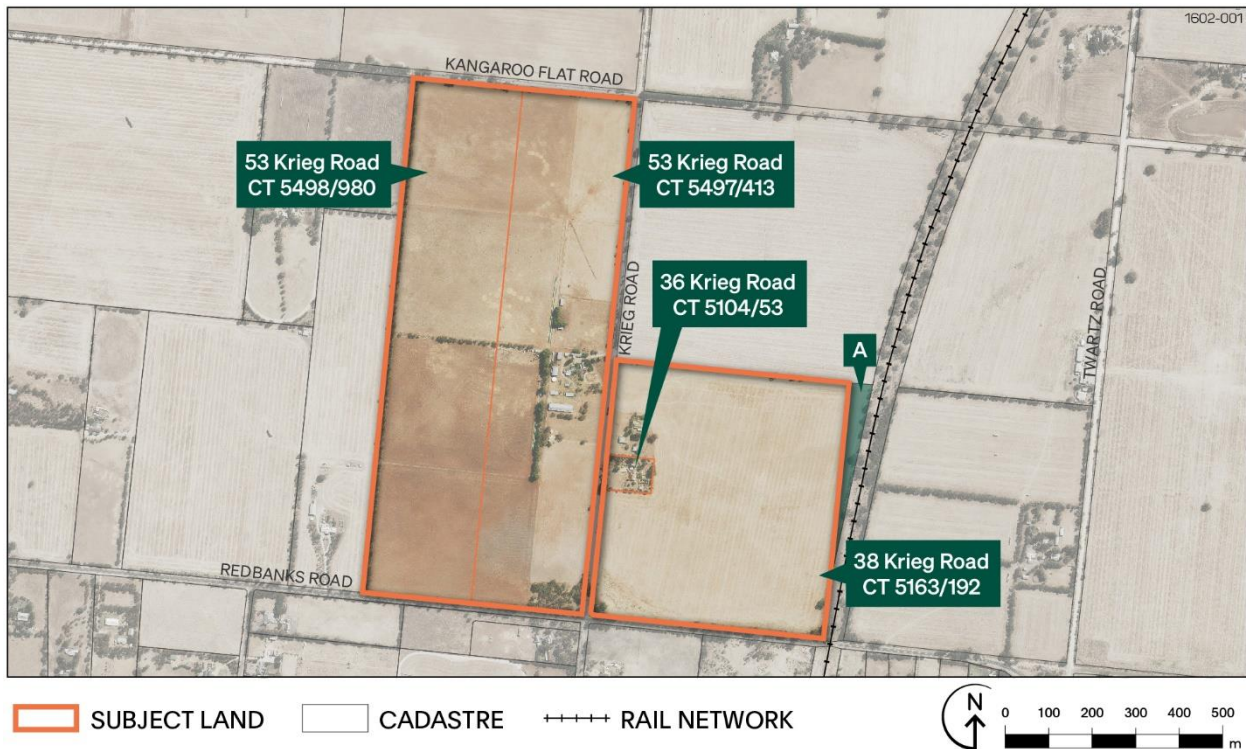 1602-001
KANGAROO FLAT ROAD
53 Krieg Road
CT 5498/980
53 Krieg Road
CT 5497/413
KRIEG ROAD
36 Krieg Road
CT 5104/53
A
TWARTZ ROAD
REDBANKS ROAD
38 Krieg Road
CT 5163/192
SUBJECT LAND
CADASTRE
RAIL NETWORK
N
0 100 200 300 400 500
m